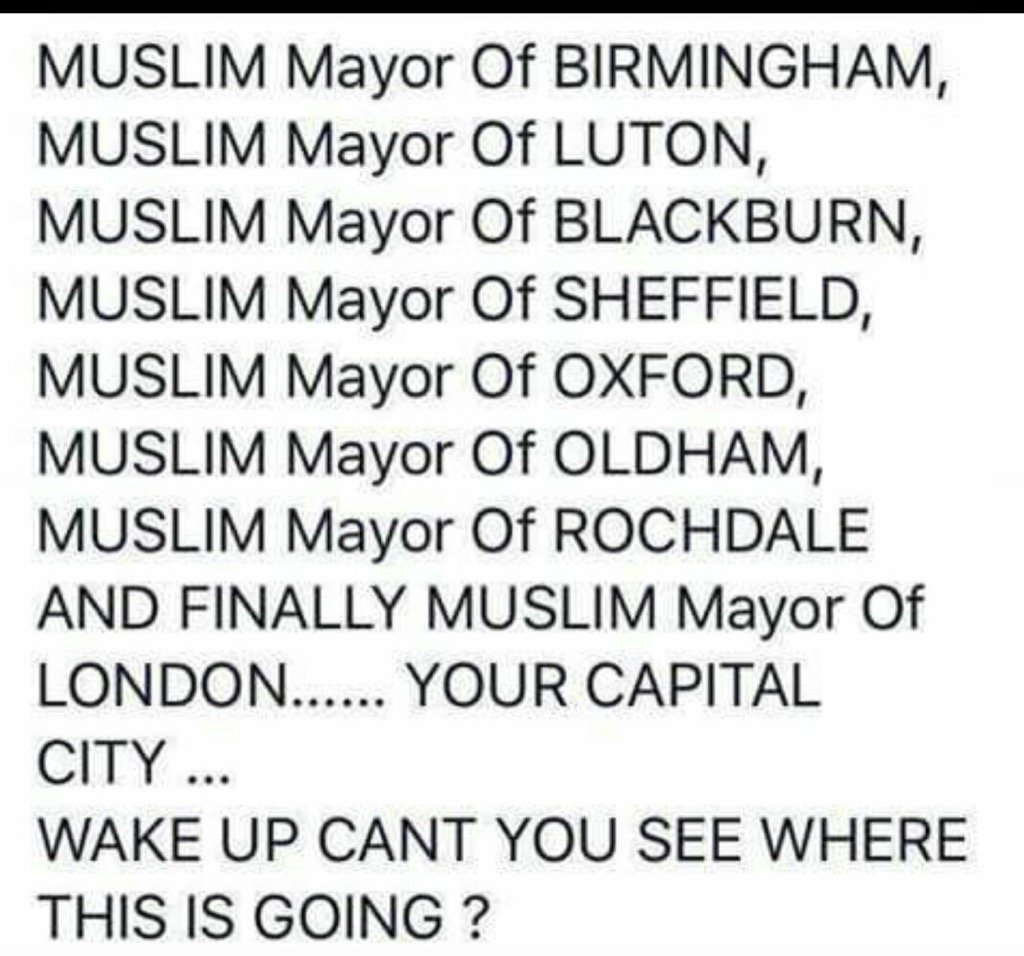 MUSLIM Mayor Of BIRMINGHAM,
MUSLIM Mayor Of LUTON,
MUSLIM Mayor Of BLACKBURN,
MUSLIM Mayor Of SHEFFIELD,
MUSLIM Mayor Of OXFORD,
MUSLIM Mayor Of OLDHAM,
MUSLIM Mayor Of ROCHDALE
AND FINALLY MUSLIM Mayor Of
LONDON...... YOUR CAPITAL
CITY ...
WAKE UP CANT YOU SEE WHERE
THIS IS GOING ?